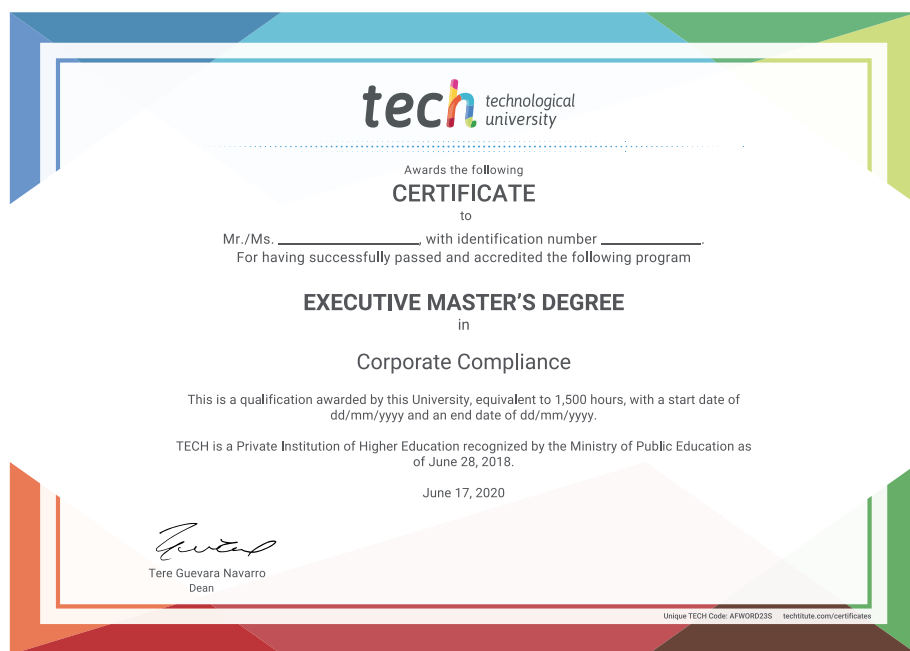 tech technological
university
Awards the following
CERTIFICATE
to
Mr./Ms. ____________________, with identification number ______________.
For having successfully passed and accredited the following program
EXECUTIVE MASTER'S DEGREE
in
Corporate Compliance
This is a qualification awarded by this University, equivalent to 1,500 hours, with a start date of
dd/mm/yyyy and an end date of dd/mm/yyyy.
TECH is a Private Institution of Higher Education recognized by the Ministry of Public Education as
of June 28, 2018.
June 17, 2020
Tere Guevara Navarro
Dean
Unique TECH Code: AFWORD23S techtitute.com/certificates